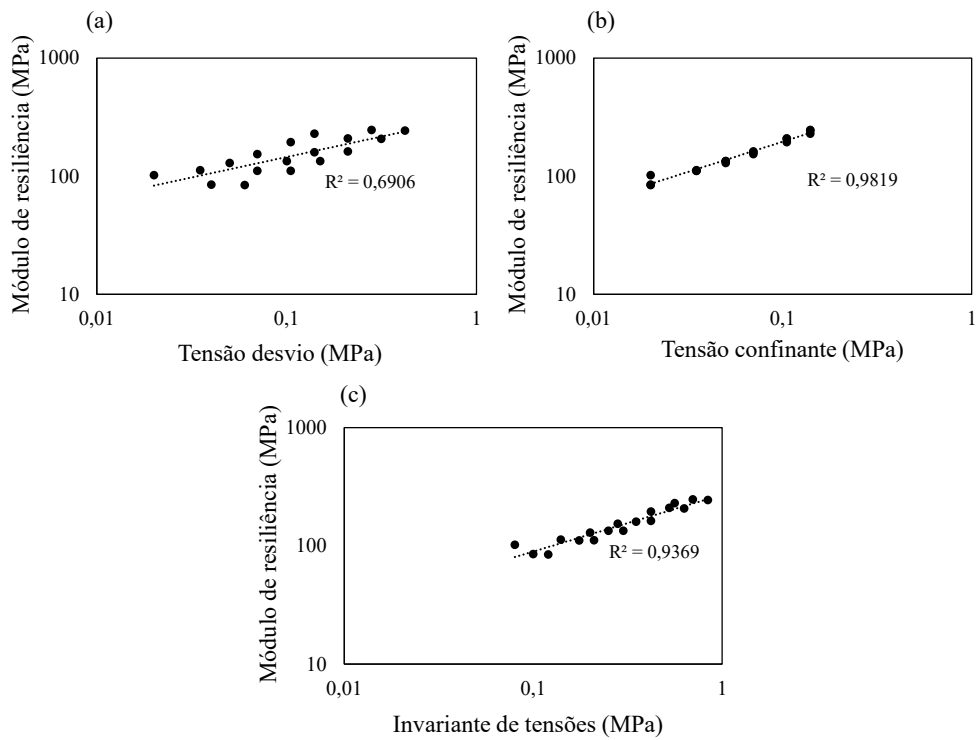 (a)
Módulo de resiliência (MPa)
1000
100
10
R² = 0,6906
0,01
0,1
1
Tensão desvio (MPa)
(b)
Módulo de resiliência (MPa)
1000
100
10
R² = 0,9819
0,01
0,1
1
Tensão confinante (MPa)
(c)
Módulo de resiliência (MPa)
1000
100
10
R² = 0,9369
0,01
0,1
1
Invariante de tensões (MPa)